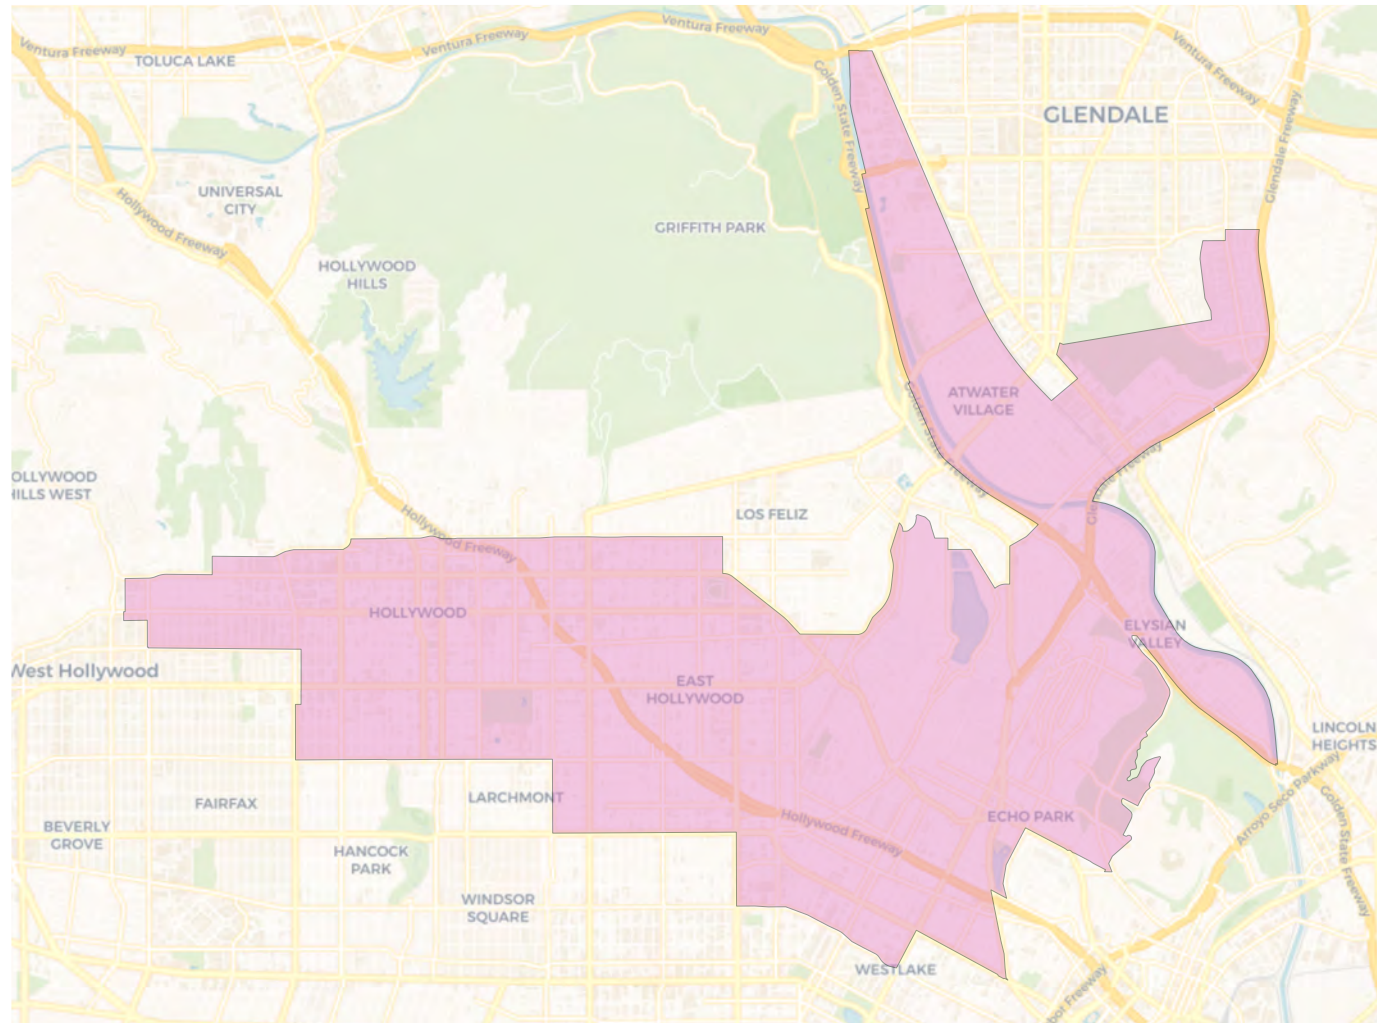 Ventura Freeway
Ventura Freeway
Ventura Freeway
TOLUCA LAKE
Ventura Freeway
Golden State Freeway
GLENDALE
Glendale Freeway
UNIVERSAL
CITY
Hollywood Freeway
GRIFFITH PARK
HOLLYWOOD
HILLS
ATWATER
VILLAGE
Golden State Freeway
OLLYWOOD
HILLS WEST
Glendale Freeway
Hollywood Freeway
LOS FELIZ
HOLLYWOOD
ELYSIAN
VALLEY
West Hollywood
EAST
HOLLYWOOD
LINCOLN
HEIGHTS
FAIRFAX
LARCHMONT
Hollywood Freeway
ECHO PARK
Arroyo Seco Parkway
Golden State Freeway
BEVERLY
GROVE
HANCOCK
PARK
WINDSOR
SQUARE
WESTLAKE
bor Freeway